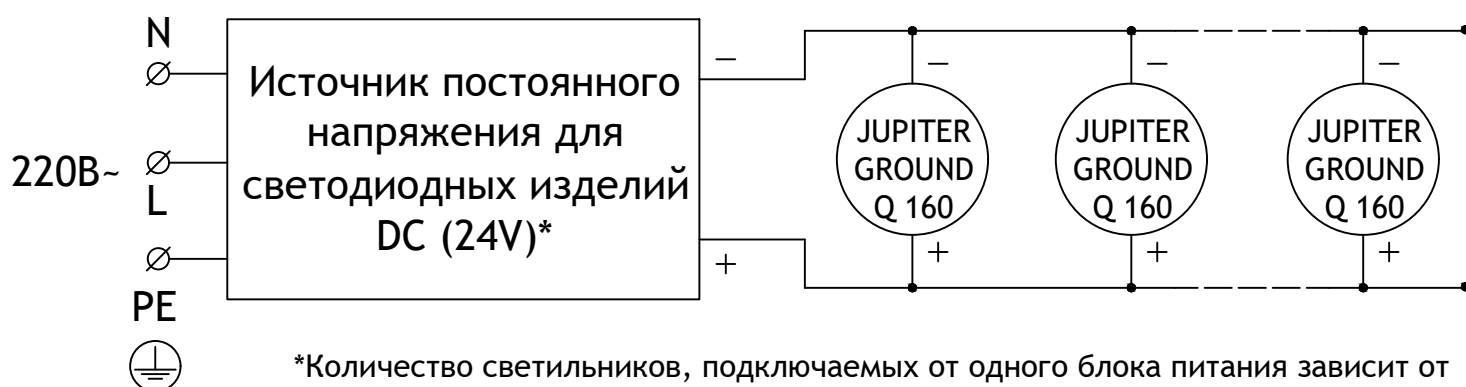 N
220В~
L
PE
Источник постоянного
напряжения для
светодиодных изделий
DC (24V)*
−
+
−
JUPITER
GROUND
Q 160
+
−
JUPITER
GROUND
Q 160
+
−
JUPITER
GROUND
Q 160
+
*Количество светильников, подключаемых от одного блока питания зависит от